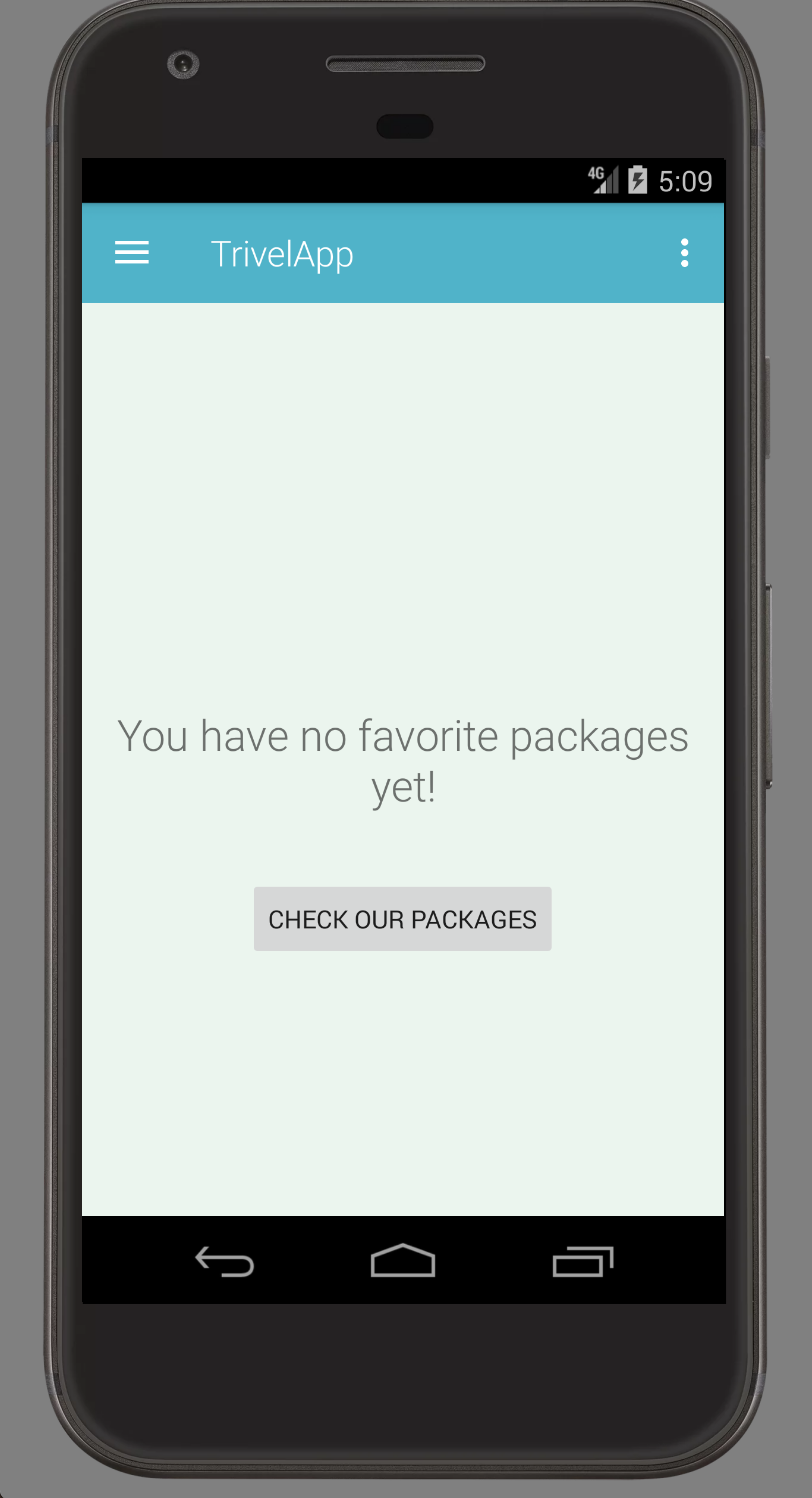 4G 5:09
TrivelApp
You have no favorite packages
yet!
CHECK OUR PACKAGES